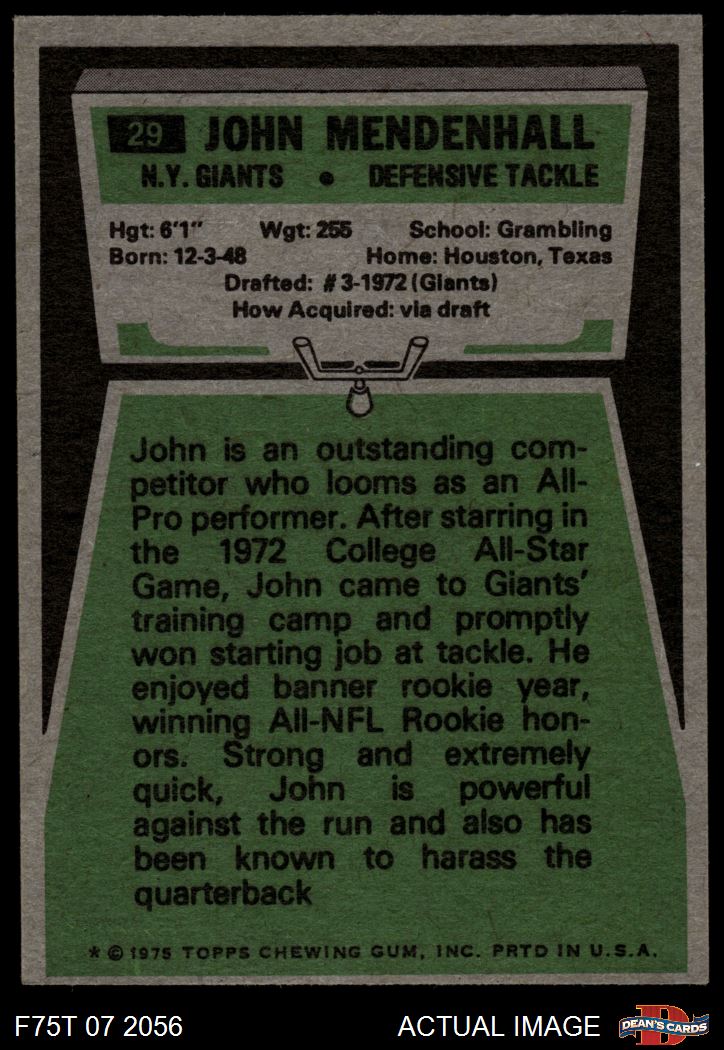 29 JOHN MENDENHALL
N.Y. GIANTS • DEFENSIVE TACKLE
Hgt: 6'1" Wgt: 255 School: Grambling
Born: 12-3-48 Home: Houston, Texas
Drafted: #3-1972 (Giants)
How Acquired: via draft
John is an outstanding com-
petitor who looms as an All-
Pro performer. After starring in
the 1972 College All-Star
Game, John came to Giants'
training camp and promptly
won starting job at tackle. He
enjoyed banner rookie year,
winning All-NFL Rookie hon-
ors. Strong and extremely
quick, John is powerful
against the run and also has
been known to harass the
quarterback
* © 1975 TOPPS CHEWING GUM, INC. PRTD IN U.S.A.
F75T 07 2056 ACTUAL IMAGE D DEAN'S CARDS